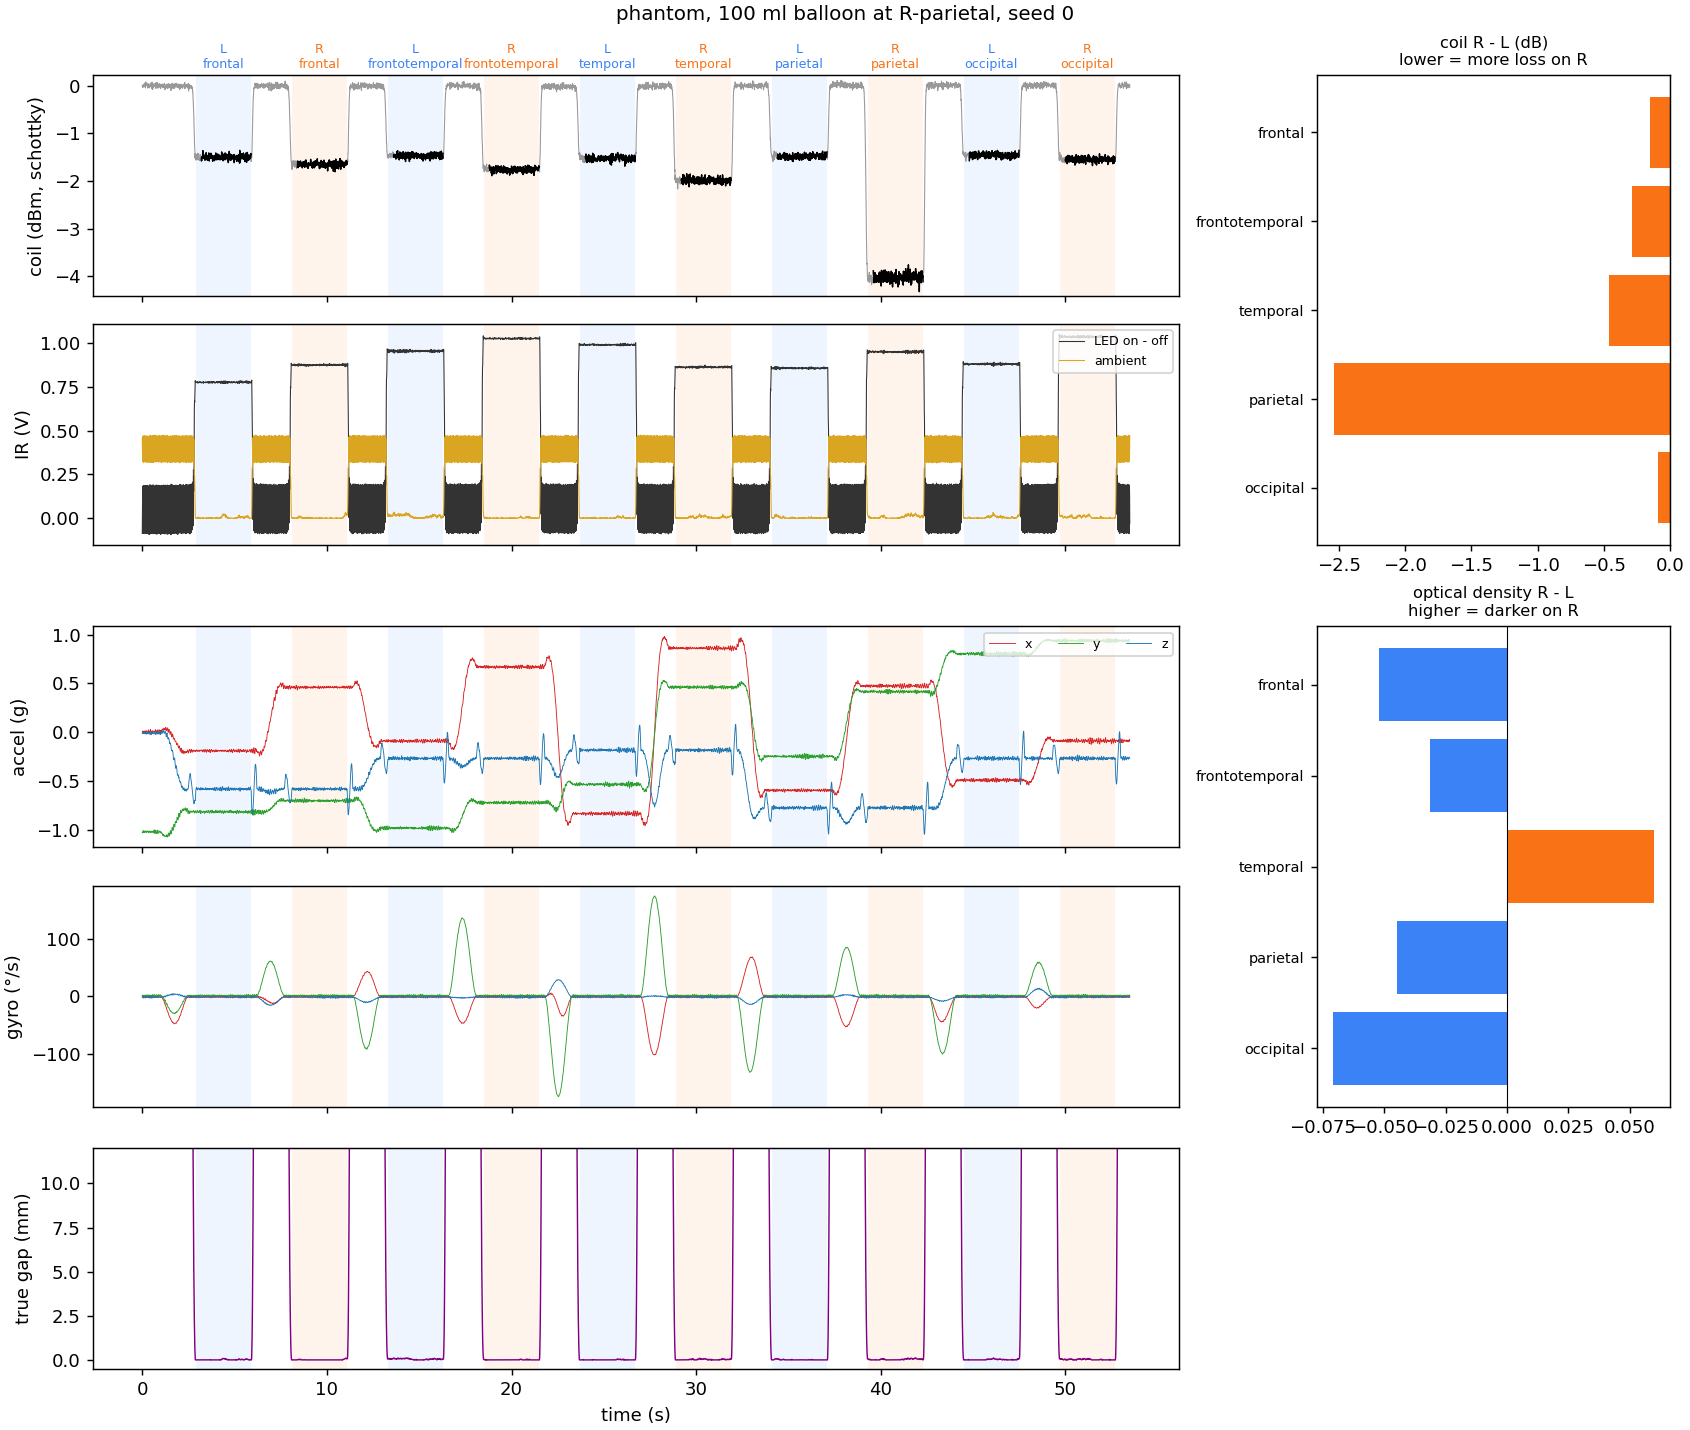 phantom, 100 ml balloon at R-parietal, seed 0
L R L R L R L R L R
frontal frontal frontotemporal frontotemporal temporal temporal parietal parietal occipital occipital
coil (dBm, schottky)
0
−1
−2
−3
−4
coil R - L (dB)
lower = more loss on R
frontal
frontotemporal
temporal
parietal
occipital
−2.5 −2.0 −1.5 −1.0 −0.5 0.0
IR (V)
1.00
0.75
0.50
0.25
0.00
LED on - off
ambient
optical density R - L
higher = darker on R
frontal
frontotemporal
temporal
parietal
occipital
−0.075 −0.050 −0.025 0.000 0.025 0.050
accel (g)
1.0
0.5
0.0
−0.5
−1.0
x y z
gyro (°/s)
100
0
−100
true gap (mm)
10.0
7.5
5.0
2.5
0.0
0 10 20 30 40 50
time (s)